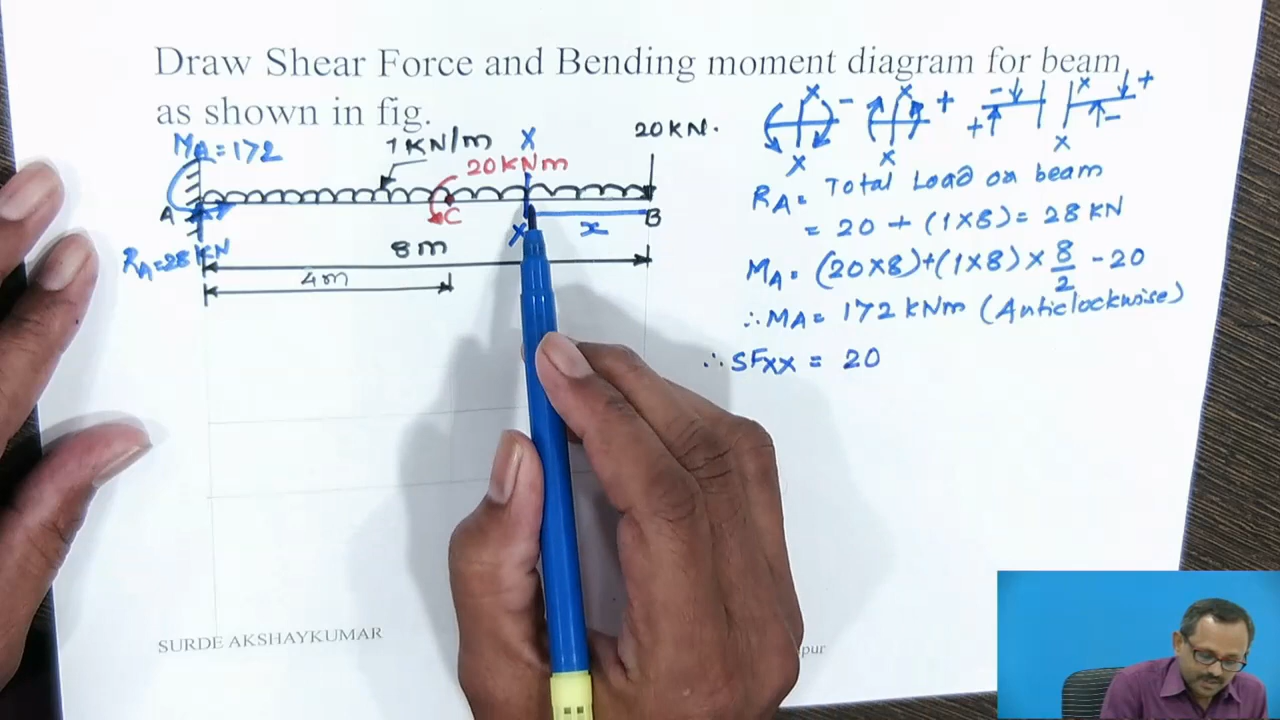 Draw Shear Force and Bending moment diagram for beam
as shown in fig.
MA = 172
1 KN/m
X
20 KNm
20 KN.
A
C
X
x
B
RA = 28 KN
8 m
4 m
X - X
X + X
- + X + - X
RA = Total Load on beam
= 20 + (1×8) = 28 KN
MA = (20×8)+(1×8) × 8/2 - 20
∴ MA = 172 KNm (Anticlockwise)
∴ SFxx = 20
SURDE AKSHAYKUMAR
pur